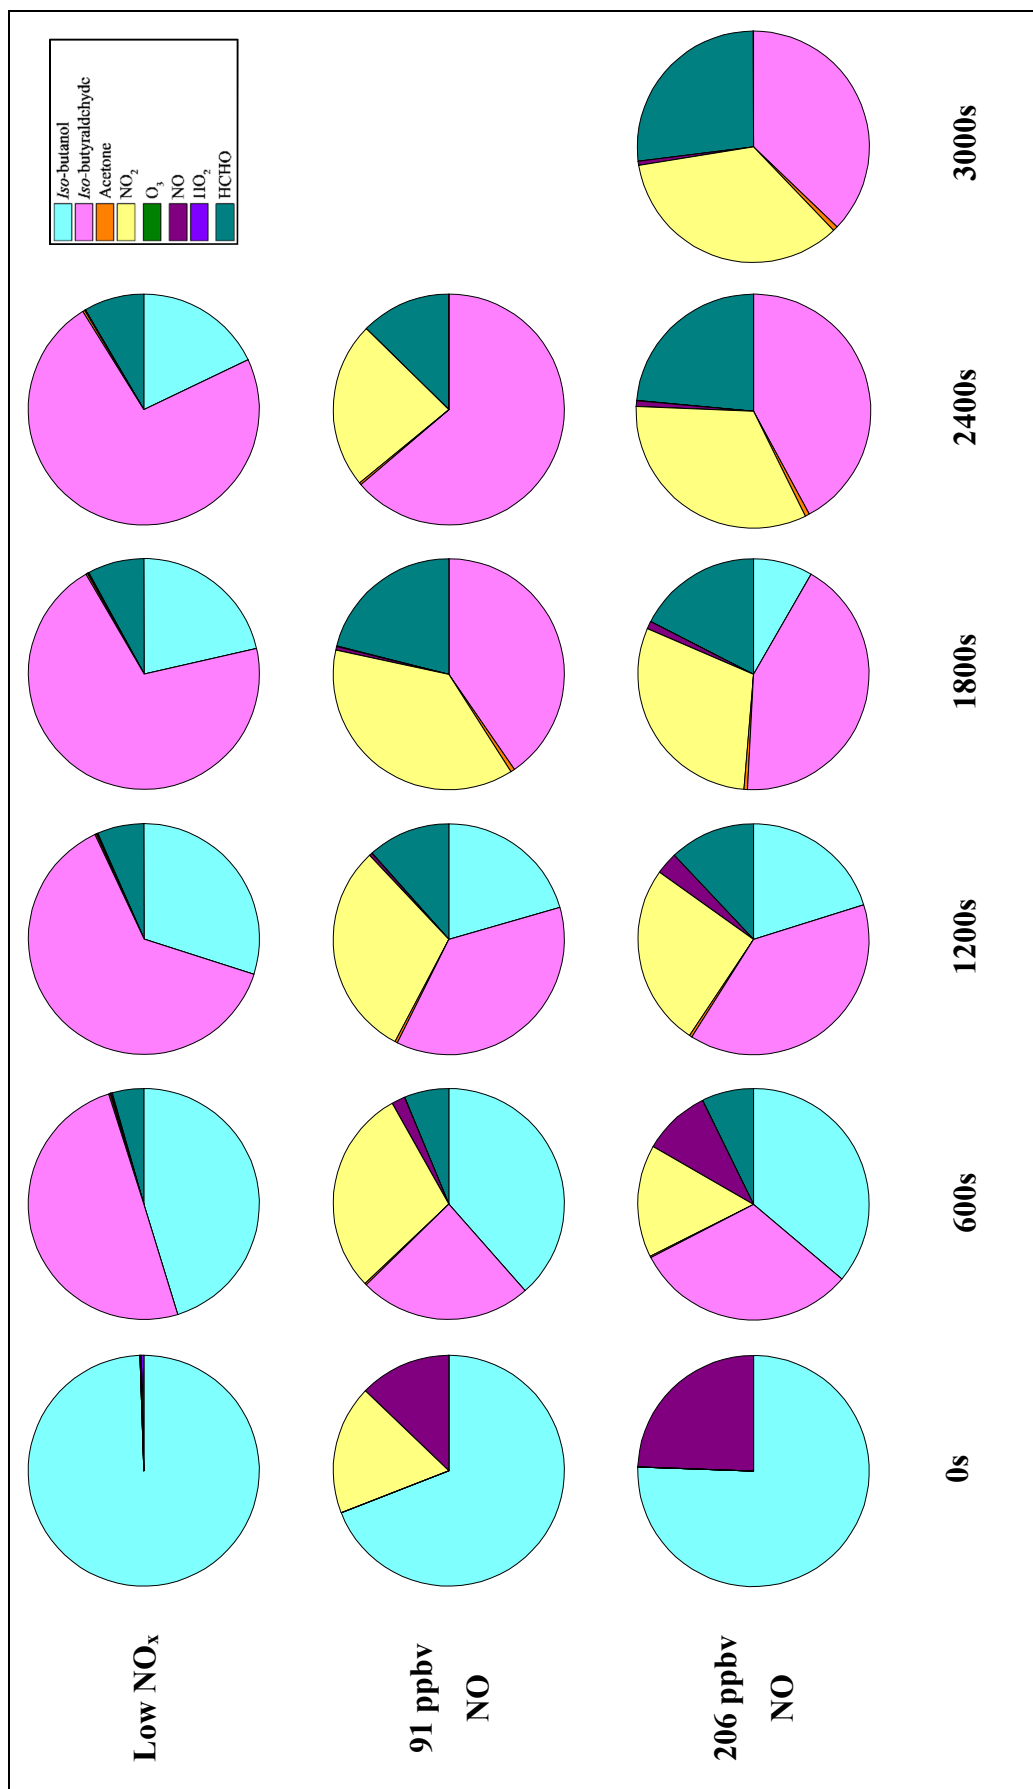 Iso-butanol
Iso-butyraldehyde
Acetone
NO₂
O₃
NO
HO₂
HCHO
Low NOₓ
91 ppbv
NO
206 ppbv
NO
0s
600s
1200s
1800s
2400s
3000s